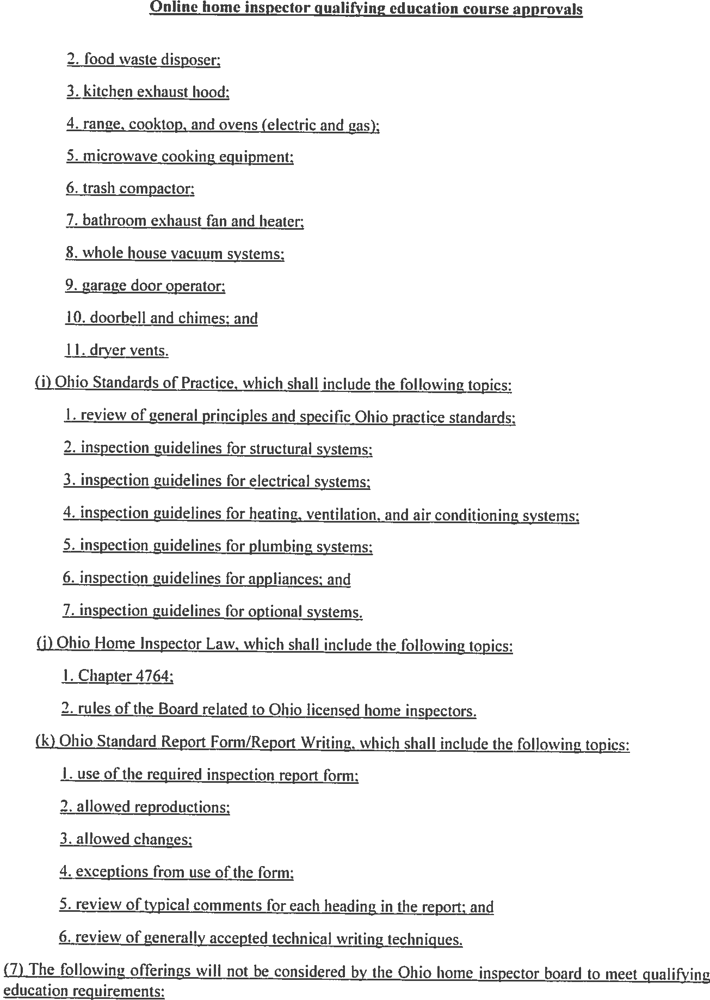 Online home inspector qualifying education course approvals
2. food waste disposer;
3. kitchen exhaust hood;
4. range, cooktop, and ovens (electric and gas);
5. microwave cooking equipment;
6. trash compactor;
7. bathroom exhaust fan and heater;
8. whole house vacuum systems;
9. garage door operator;
10. doorbell and chimes; and
11. dryer vents.
(i) Ohio Standards of Practice, which shall include the following topics:
1. review of general principles and specific Ohio practice standards;
2. inspection guidelines for structural systems;
3. inspection guidelines for electrical systems;
4. inspection guidelines for heating, ventilation, and air conditioning systems;
5. inspection guidelines for plumbing systems;
6. inspection guidelines for appliances; and
7. inspection guidelines for optional systems.
(j) Ohio Home Inspector Law, which shall include the following topics:
1. Chapter 4764;
2. rules of the Board related to Ohio licensed home inspectors.
(k) Ohio Standard Report Form/Report Writing, which shall include the following topics:
1. use of the required inspection report form;
2. allowed reproductions;
3. allowed changes;
4. exceptions from use of the form;
5. review of typical comments for each heading in the report; and
6. review of generally accepted technical writing techniques.
(7) The following offerings will not be considered by the Ohio home inspector board to meet qualifying
education requirements: